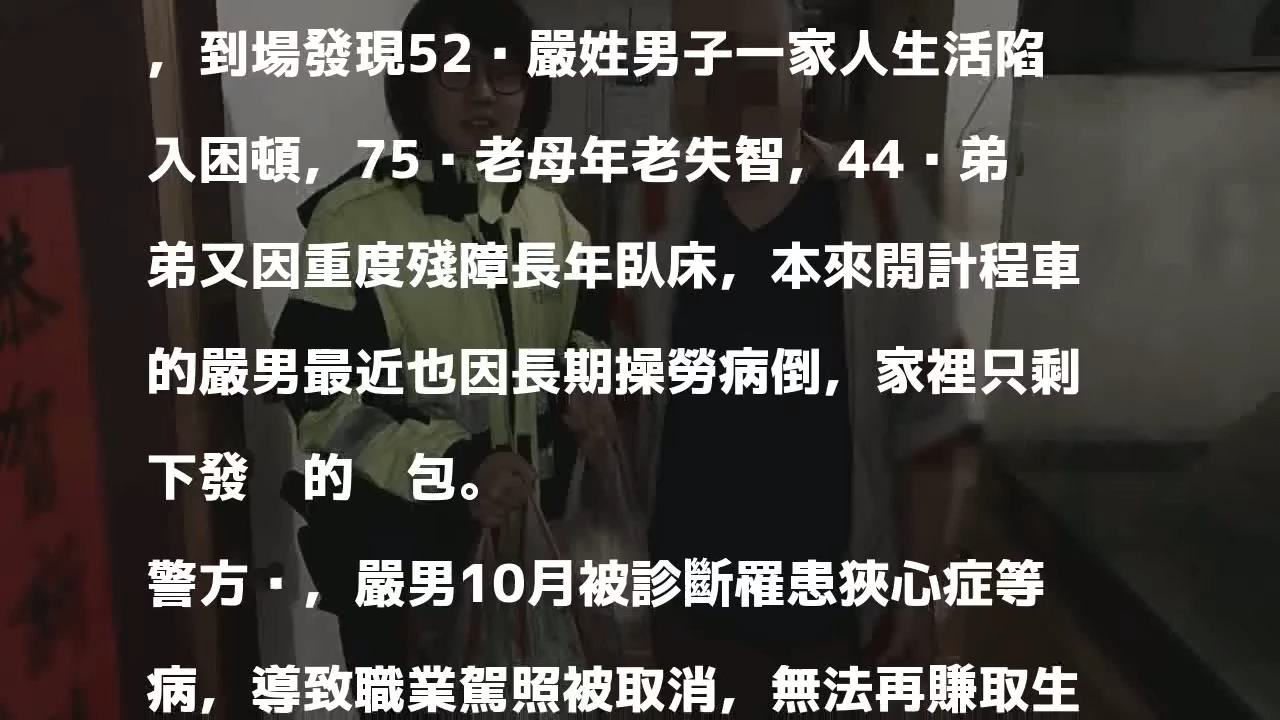 ，到場發現52·嚴姓男子一家人生活陷
入困頓，75·老母年老失智，44·弟
弟又因重度殘障長年臥床，本來開計程車
的嚴男最近也因長期操勞病倒，家裡只剩
下發　的　包。
警方·，嚴男10月被診斷罹患狹心症等
病，導致職業駕照被取消，無法再賺取生